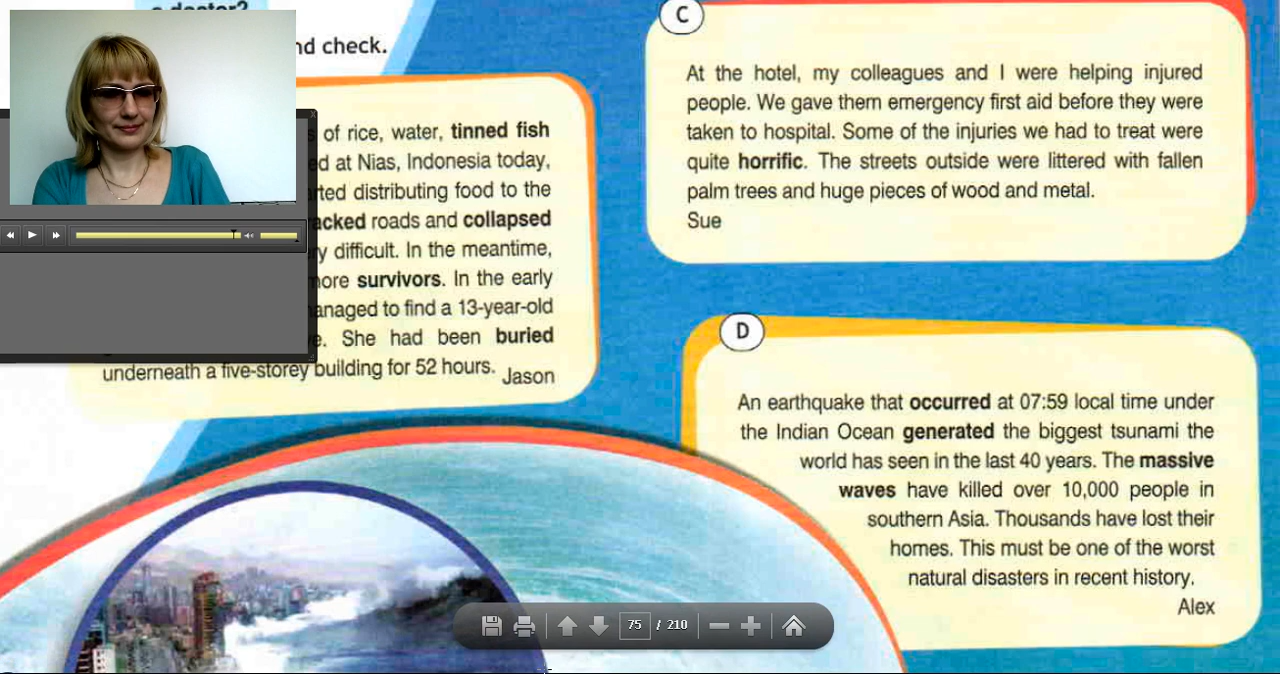 a doctor?
nd check.
of rice, water, tinned fish
ed at Nias, Indonesia today,
arted distributing food to the
acked roads and collapsed
ry difficult. In the meantime,
more survivors. In the early
anaged to find a 13-year-old
e. She had been buried
underneath a five-storey building for 52 hours.
Jason
C
At the hotel, my colleagues and I were helping injured
people. We gave them emergency first aid before they were
taken to hospital. Some of the injuries we had to treat were
quite horrific. The streets outside were littered with fallen
palm trees and huge pieces of wood and metal.
Sue
D
An earthquake that occurred at 07:59 local time under
the Indian Ocean generated the biggest tsunami the
world has seen in the last 40 years. The massive
waves have killed over 10,000 people in
southern Asia. Thousands have lost their
homes. This must be one of the worst
natural disasters in recent history.
Alex
75 / 210